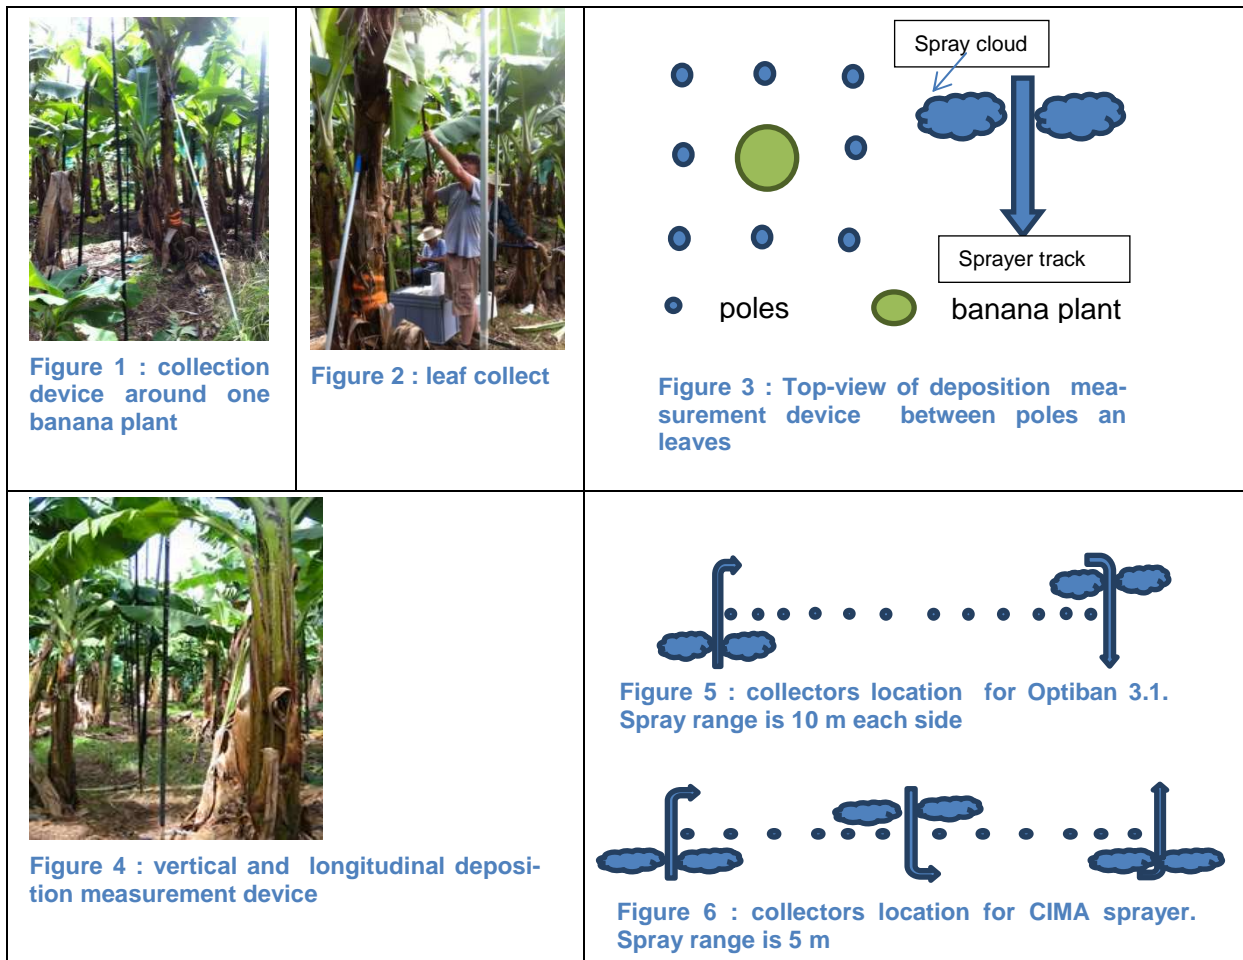 Figure 1 : collection
device around one
banana plant
Figure 2 : leaf collect
Spray cloud
Sprayer track
poles
banana plant
Figure 3 : Top-view of deposition mea-
surement device between poles an
leaves
Figure 4 : vertical and longitudinal deposi-
tion measurement device
Figure 5 : collectors location for Optiban 3.1.
Spray range is 10 m each side
Figure 6 : collectors location for CIMA sprayer.
Spray range is 5 m